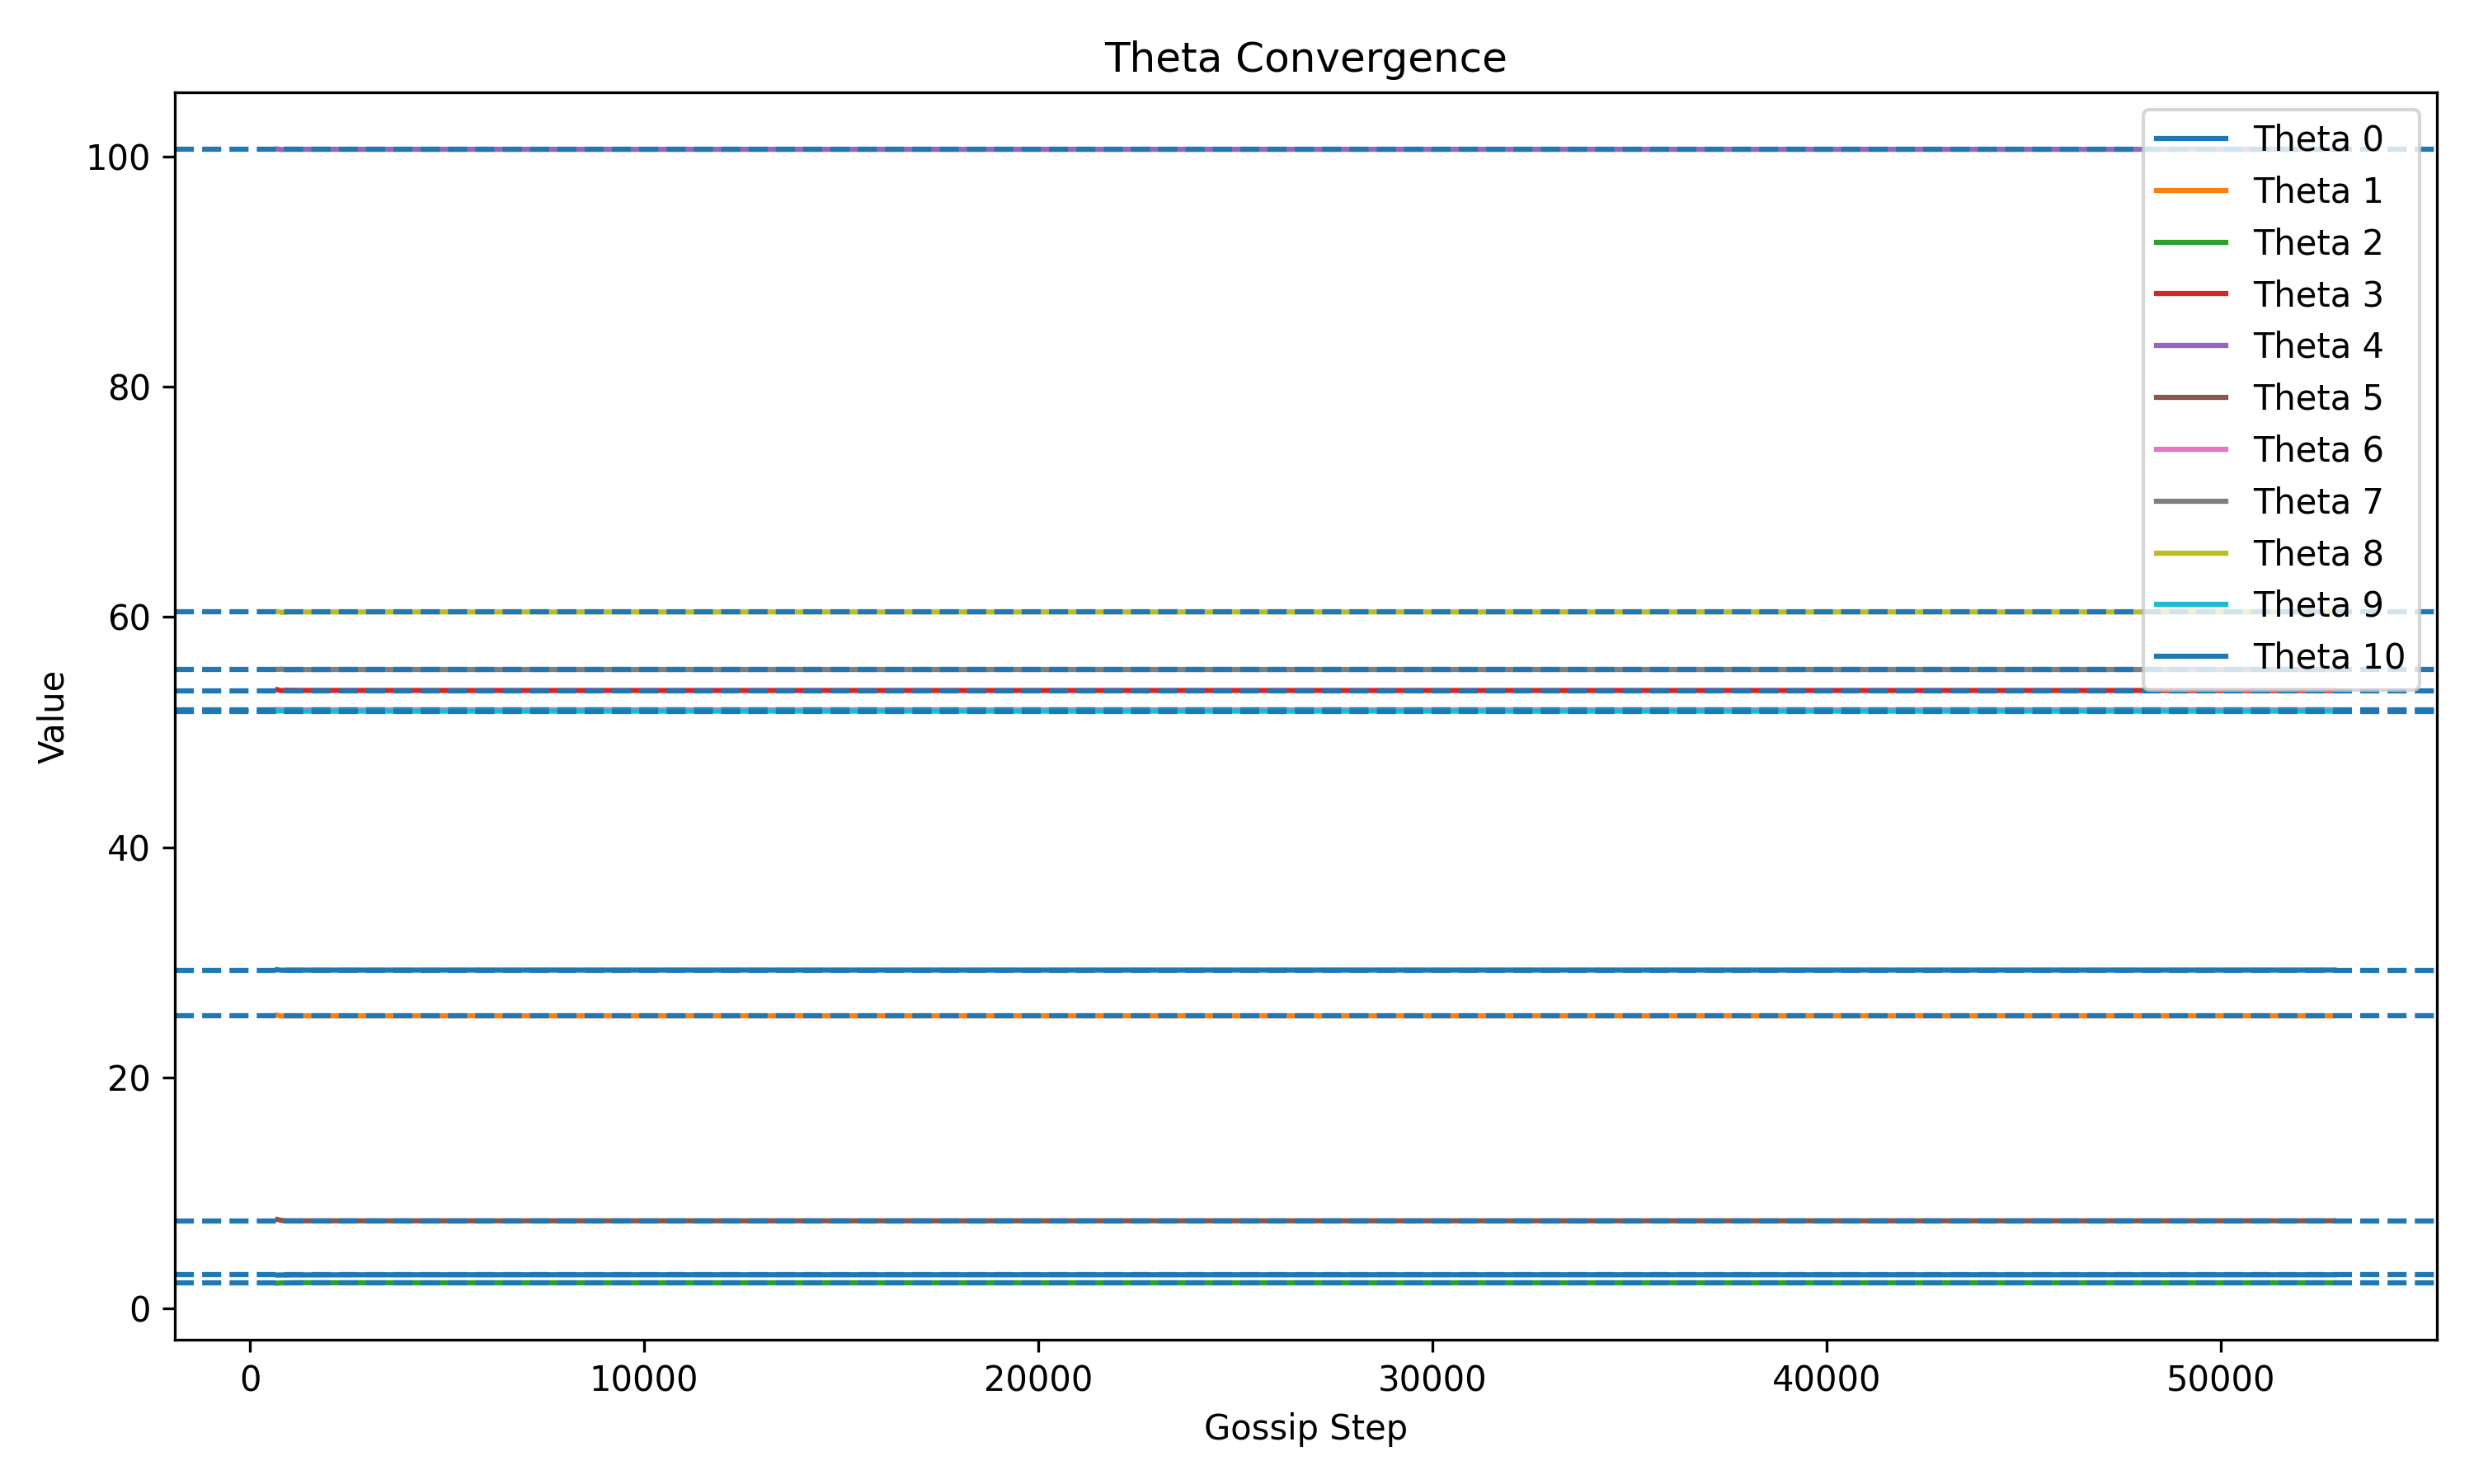 Theta Convergence
Theta 0
Theta 1
Theta 2
Theta 3
Theta 4
Theta 5
Theta 6
Theta 7
Theta 8
Theta 9
Theta 10
100
80
60
40
20
0
Value
0 10000 20000 30000 40000 50000
Gossip Step